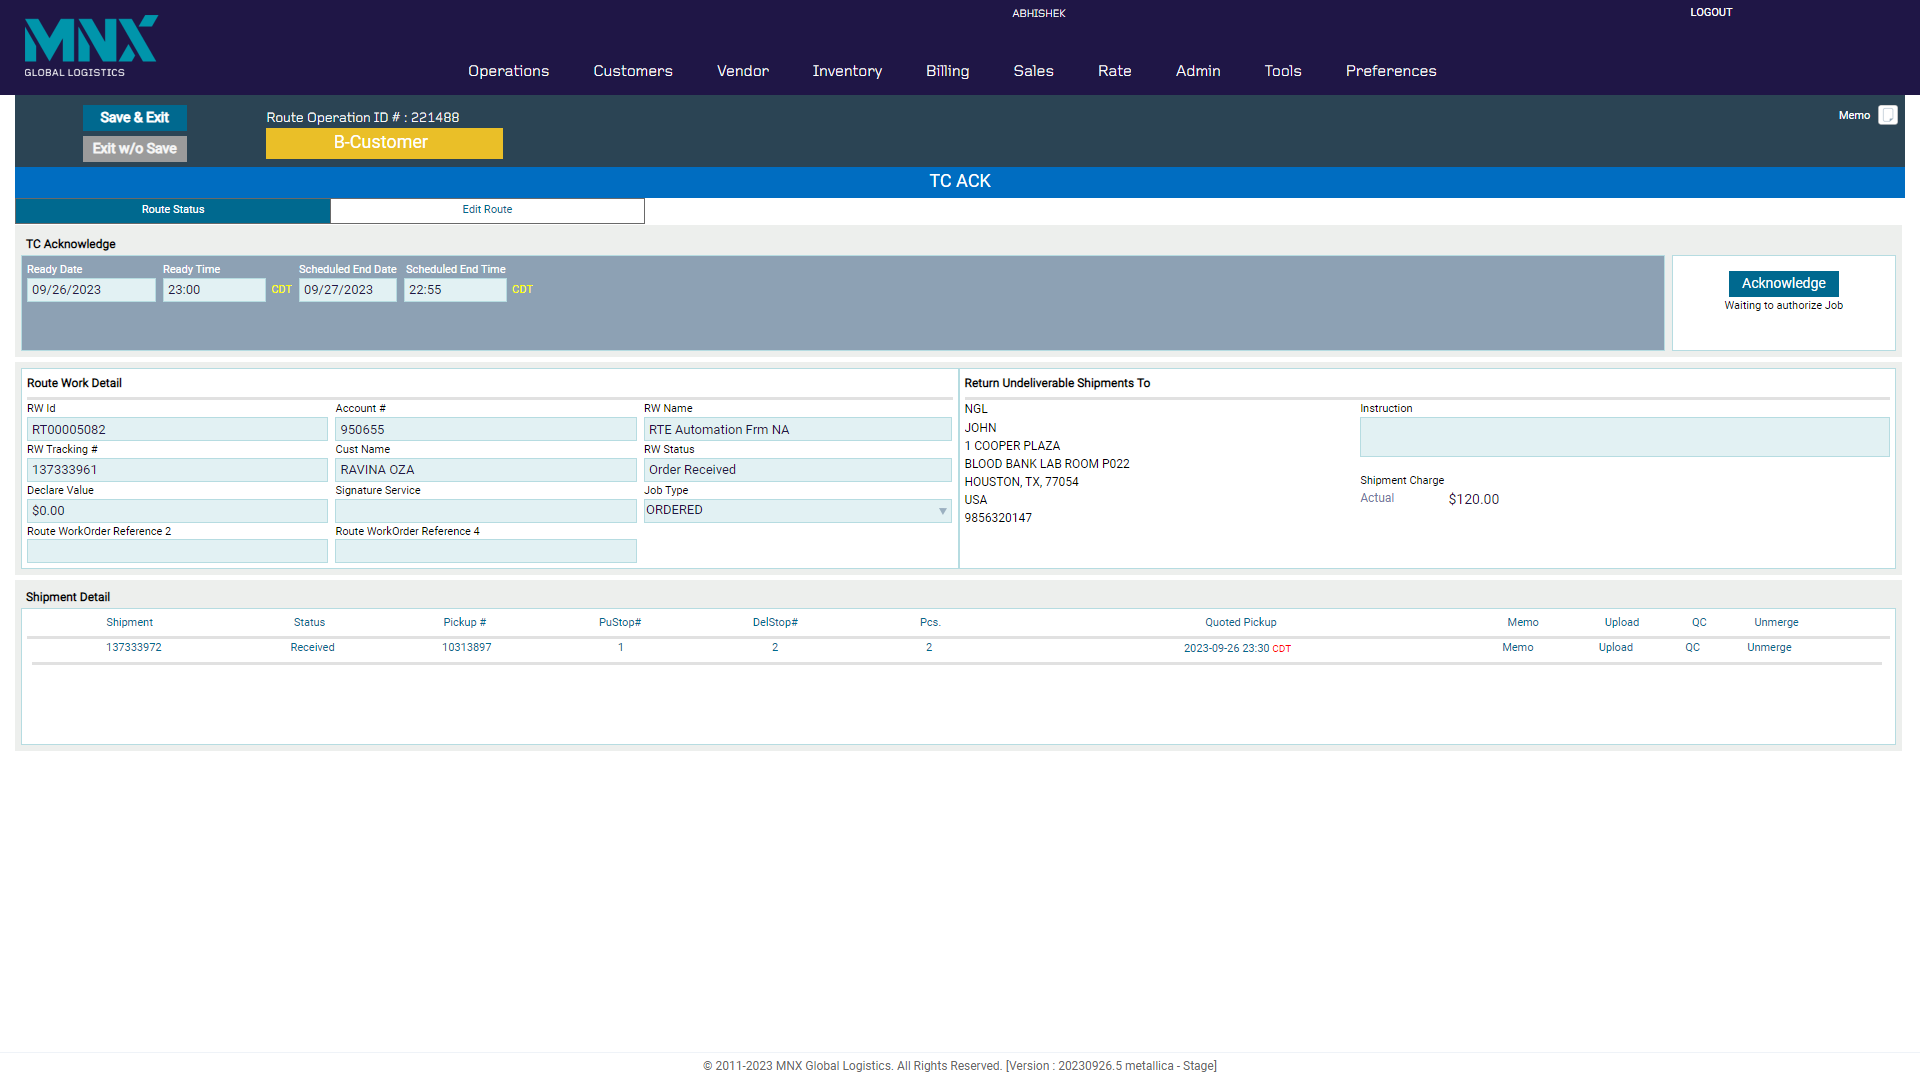 MNX
GLOBAL LOGISTICS
ABHISHEK
LOGOUT
Operations Customers Vendor Inventory Billing Sales Rate Admin Tools Preferences
Save & Exit
Exit w/o Save
Route Operation ID # : 221488
B-Customer
Memo
TC ACK
Route Status Edit Route
TC Acknowledge
Ready Date Ready Time Scheduled End Date Scheduled End Time
09/26/2023 23:00 CDT 09/27/2023 22:55 CDT
Acknowledge
Waiting to authorize Job
Route Work Detail
RW Id Account # RW Name
RT00005082 950655 RTE Automation Frm NA
RW Tracking # Cust Name RW Status
137333961 RAVINA OZA Order Received
Declare Value Signature Service Job Type
$0.00 ORDERED
Route WorkOrder Reference 2 Route WorkOrder Reference 4
Return Undeliverable Shipments To
NGL
JOHN
1 COOPER PLAZA
BLOOD BANK LAB ROOM P022
HOUSTON, TX, 77054
USA
9856320147
Instruction
Shipment Charge
Actual $120.00
Shipment Detail
Shipment Status Pickup # PuStop# DelStop# Pcs. Quoted Pickup Memo Upload QC Unmerge
137333972 Received 10313897 1 2 2 2023-09-26 23:30 CDT Memo Upload QC Unmerge
© 2011-2023 MNX Global Logistics. All Rights Reserved. [Version : 20230926.5 metallica - Stage]